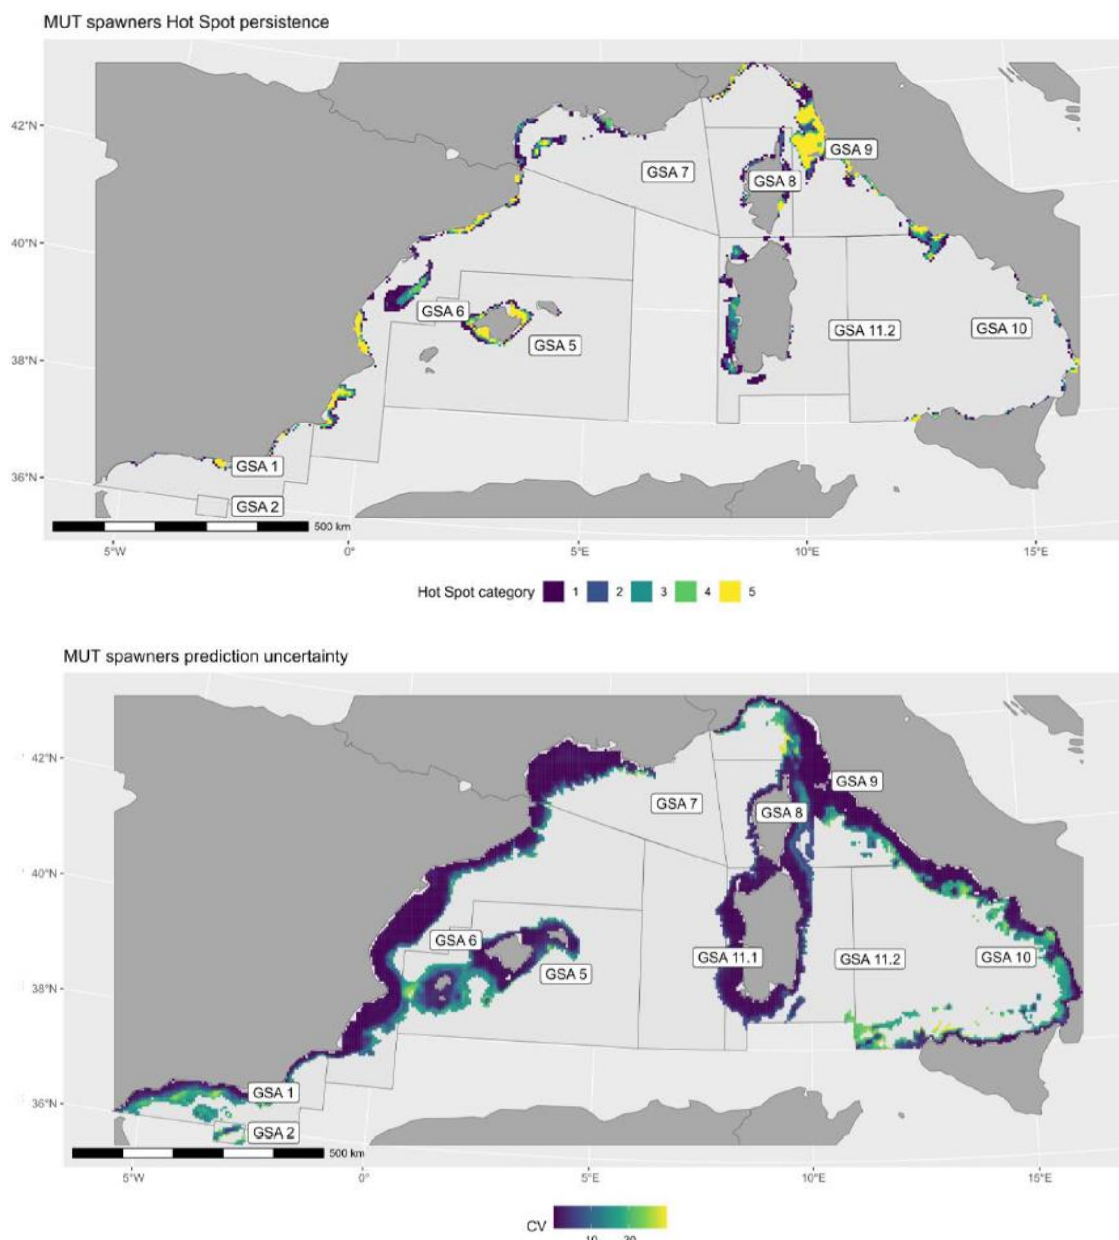 MUT spawners Hot Spot persistence
42°N
40°N
38°N
36°N
GSA 7
GSA 8
GSA 9
GSA 6
GSA 5
GSA 11.2
GSA 10
GSA 1
GSA 2
500 km
5°W
0°
5°E
10°E
15°E
Hot Spot category
1
2
3
4
5
MUT spawners prediction uncertainty
42°N
40°N
38°N
36°N
GSA 7
GSA 8
GSA 9
GSA 6
GSA 5
GSA 11.1
GSA 11.2
GSA 10
GSA 1
GSA 2
500 km
5°W
0°
5°E
10°E
15°E
CV